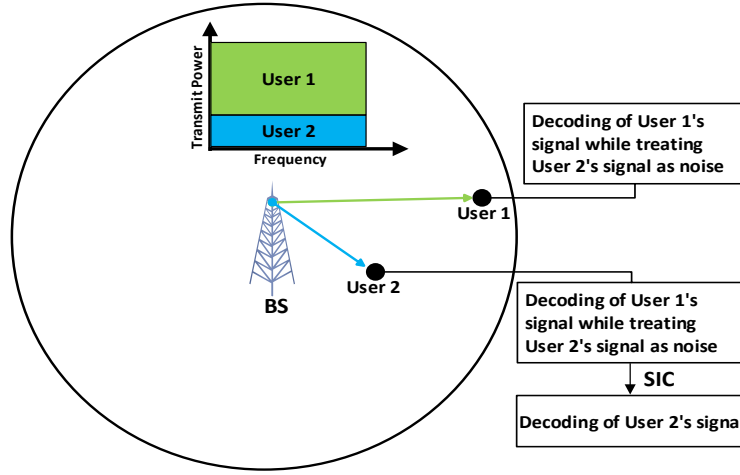 Transmit Power
User 1
User 2
Frequency
Decoding of User 1's
signal while treating
User 2's signal as noise
User 1
User 2
BS
Decoding of User 1's
signal while treating
User 2's signal as noise
SIC
Decoding of User 2's signal